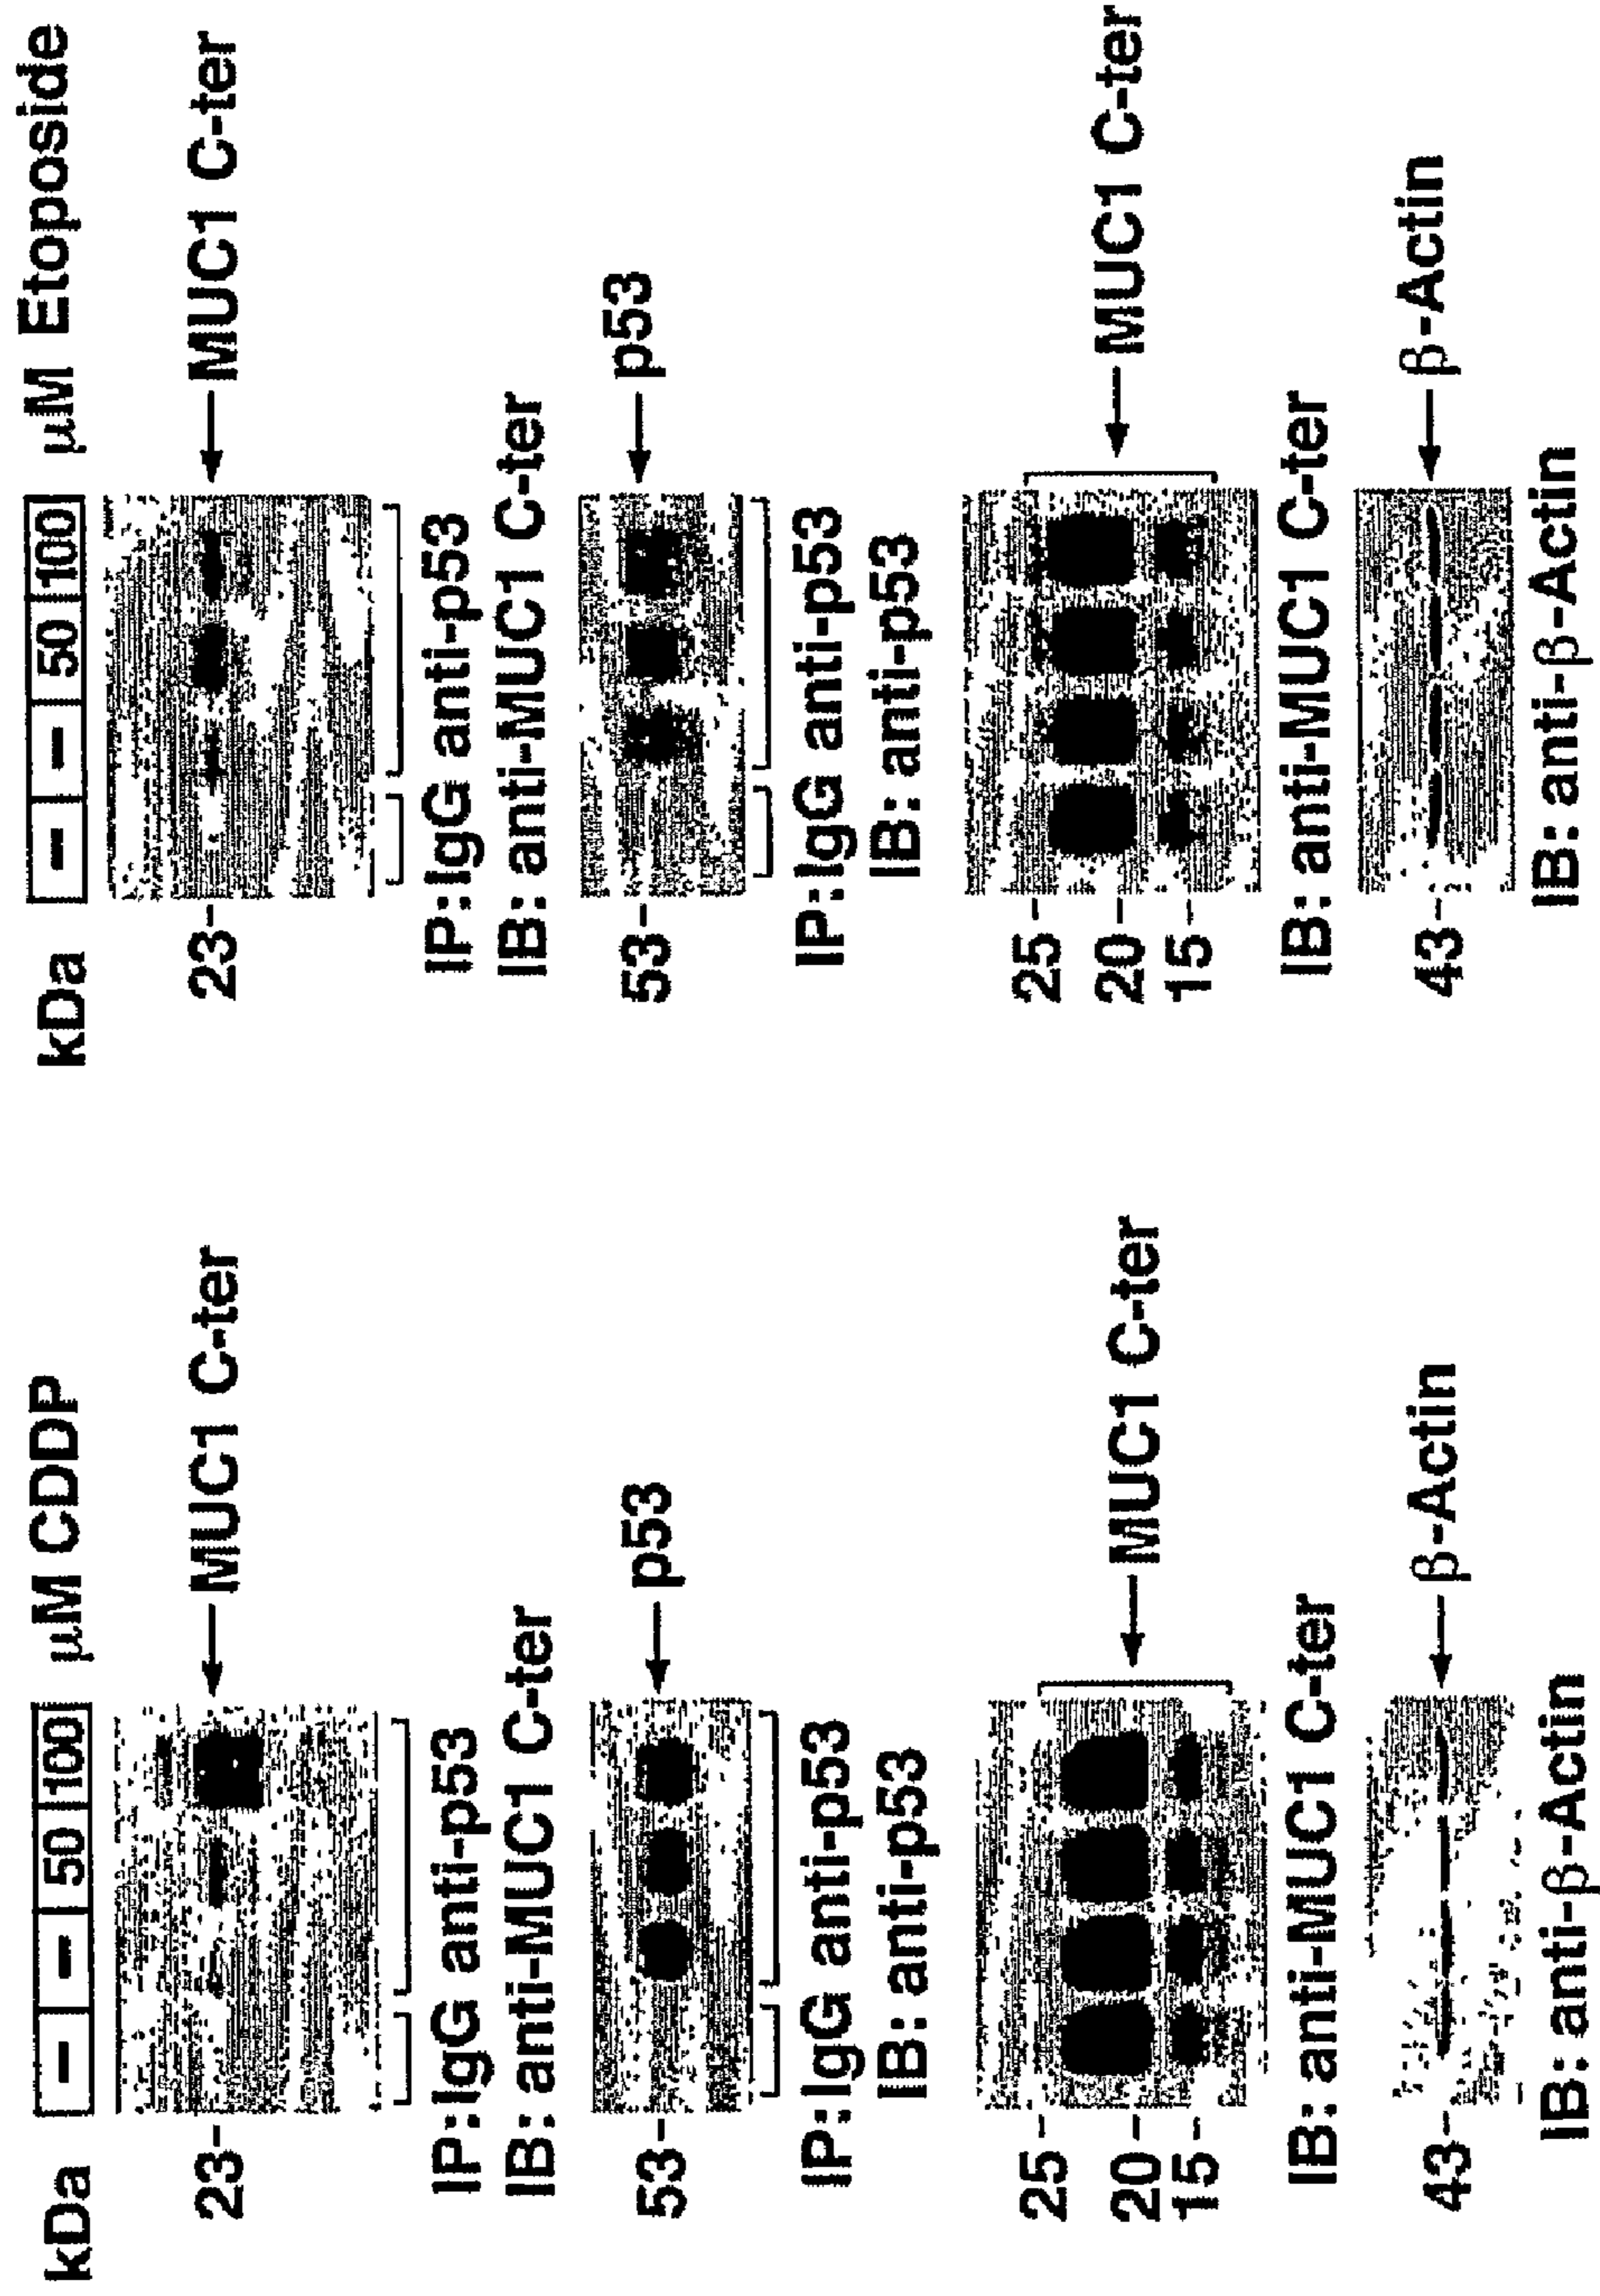 kDa – – 50 100 μM CDDP
23- MUC1 C-ter
IP:IgG anti-p53
IB: anti-MUC1 C-ter
53- p53
IP:IgG anti-p53
IB: anti-p53
25-
20- MUC1 C-ter
15-
IB: anti-MUC1 C-ter
43- β-Actin
IB: anti-β-Actin
kDa – – 50 100 μM Etoposide
23- MUC1 C-ter
IP:IgG anti-p53
IB: anti-MUC1 C-ter
53- p53
IP:IgG anti-p53
IB: anti-p53
25-
20- MUC1 C-ter
15-
IB: anti-MUC1 C-ter
43- β-Actin
IB: anti-β-Actin